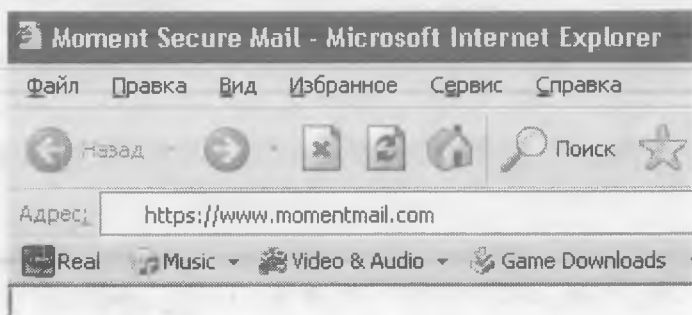 Moment Secure Mail - Microsoft Internet Explorer
Файл Правка Вид Избранное Сервис Справка
Назад Поиск
Адрес: https://www.momentmail.com
Real Music Video & Audio Game Downloads